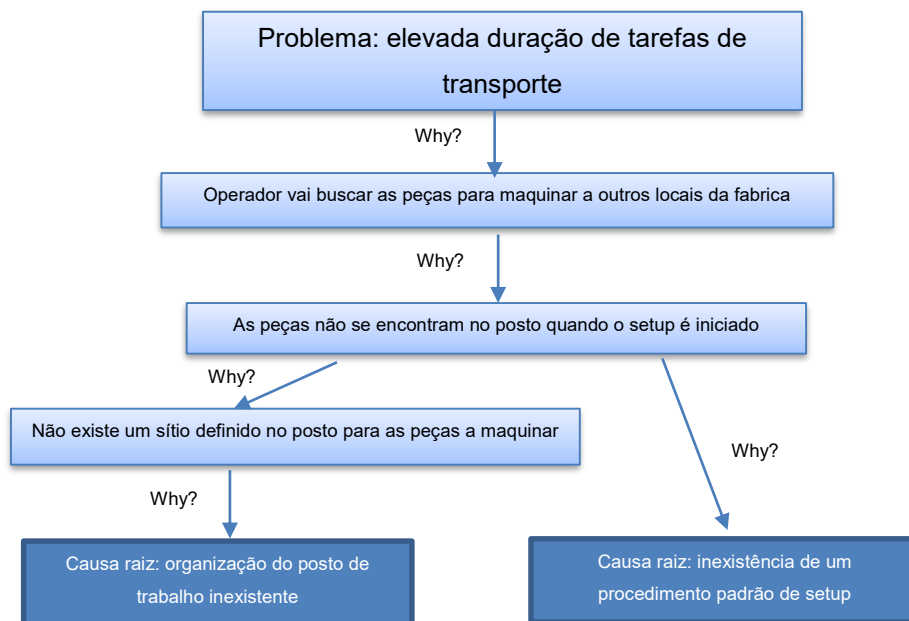 Problema: elevada duração de tarefas de
transporte
Why?
Operador vai buscar as peças para maquinar a outros locais da fabrica
Why?
As peças não se encontram no posto quando o setup é iniciado
Why?
Não existe um sítio definido no posto para as peças a maquinar
Why?
Why?
Causa raiz: organização do posto de
trabalho inexistente
Causa raiz: inexistência de um
procedimento padrão de setup